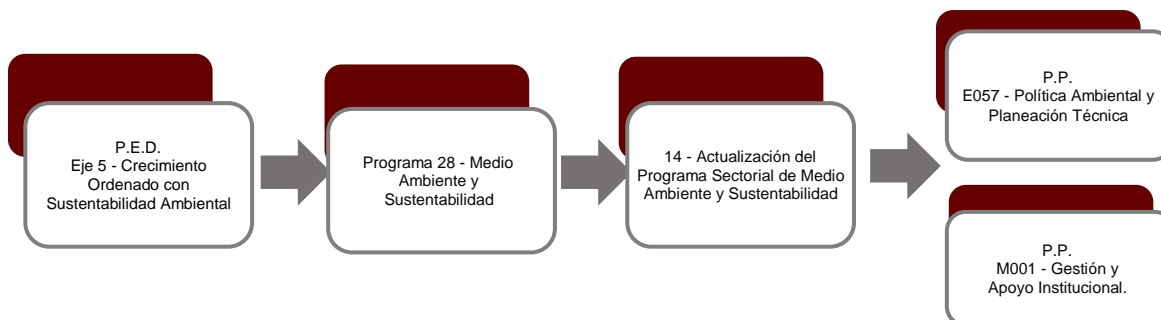 P.E.D.
Eje 5 - Crecimiento
Ordenado con
Sustentabilidad Ambiental
Programa 28 - Medio
Ambiente y
Sustentabilidad
14 - Actualización del
Programa Sectorial de Medio
Ambiente y Sustentabilidad
P.P.
E057 - Política Ambiental y
Planeación Técnica
P.P.
M001 - Gestión y
Apoyo Institucional.